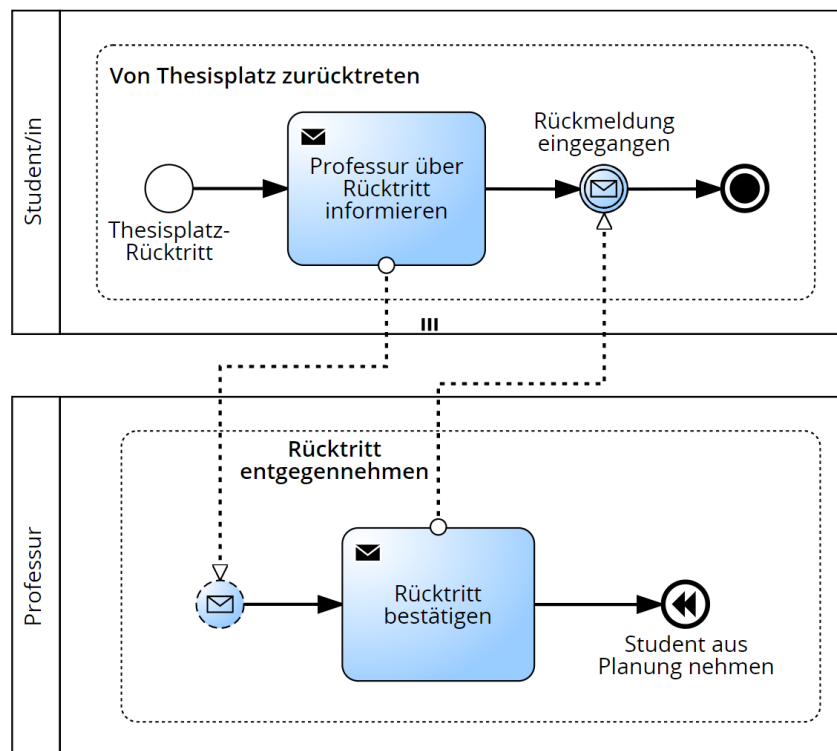 Student/in
Von Thesisplatz zurücktreten
Thesisplatz-
Rücktritt
Professur über
Rücktritt
informieren
Rückmeldung
eingegangen
Professur
Rücktritt
entgegennehmen
Rücktritt
bestätigen
Student aus
Planung nehmen